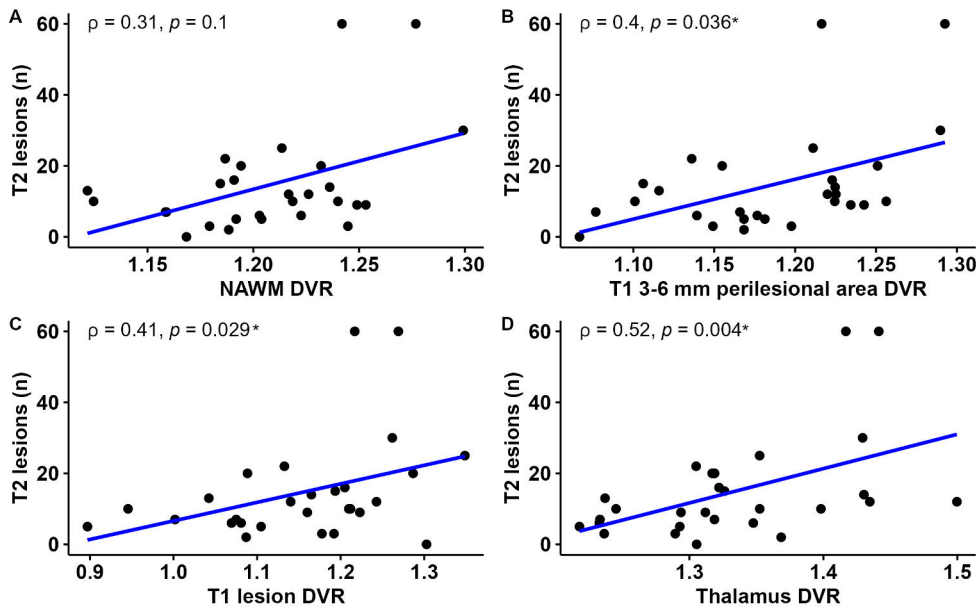 A
ρ = 0.31, p = 0.1
T2 lesions (n)
60
40
20
0
1.15
1.20
1.25
1.30
NAWM DVR
B
ρ = 0.4, p = 0.036*
T2 lesions (n)
60
40
20
0
1.10
1.15
1.20
1.25
1.30
T1 3-6 mm perilesional area DVR
C
ρ = 0.41, p = 0.029*
T2 lesions (n)
60
40
20
0
0.9
1.0
1.1
1.2
1.3
T1 lesion DVR
D
ρ = 0.52, p = 0.004*
T2 lesions (n)
60
40
20
0
1.3
1.4
1.5
Thalamus DVR